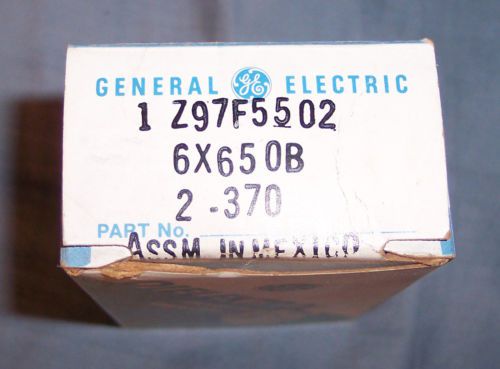 GENERAL GE ELECTRIC
1 Z97F5502
6X650B
2-370
PART No.
ASSM. IN MEXICO